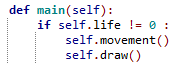 def main(self):
    if self.life != 0 :
        self.movement()
        self.draw()